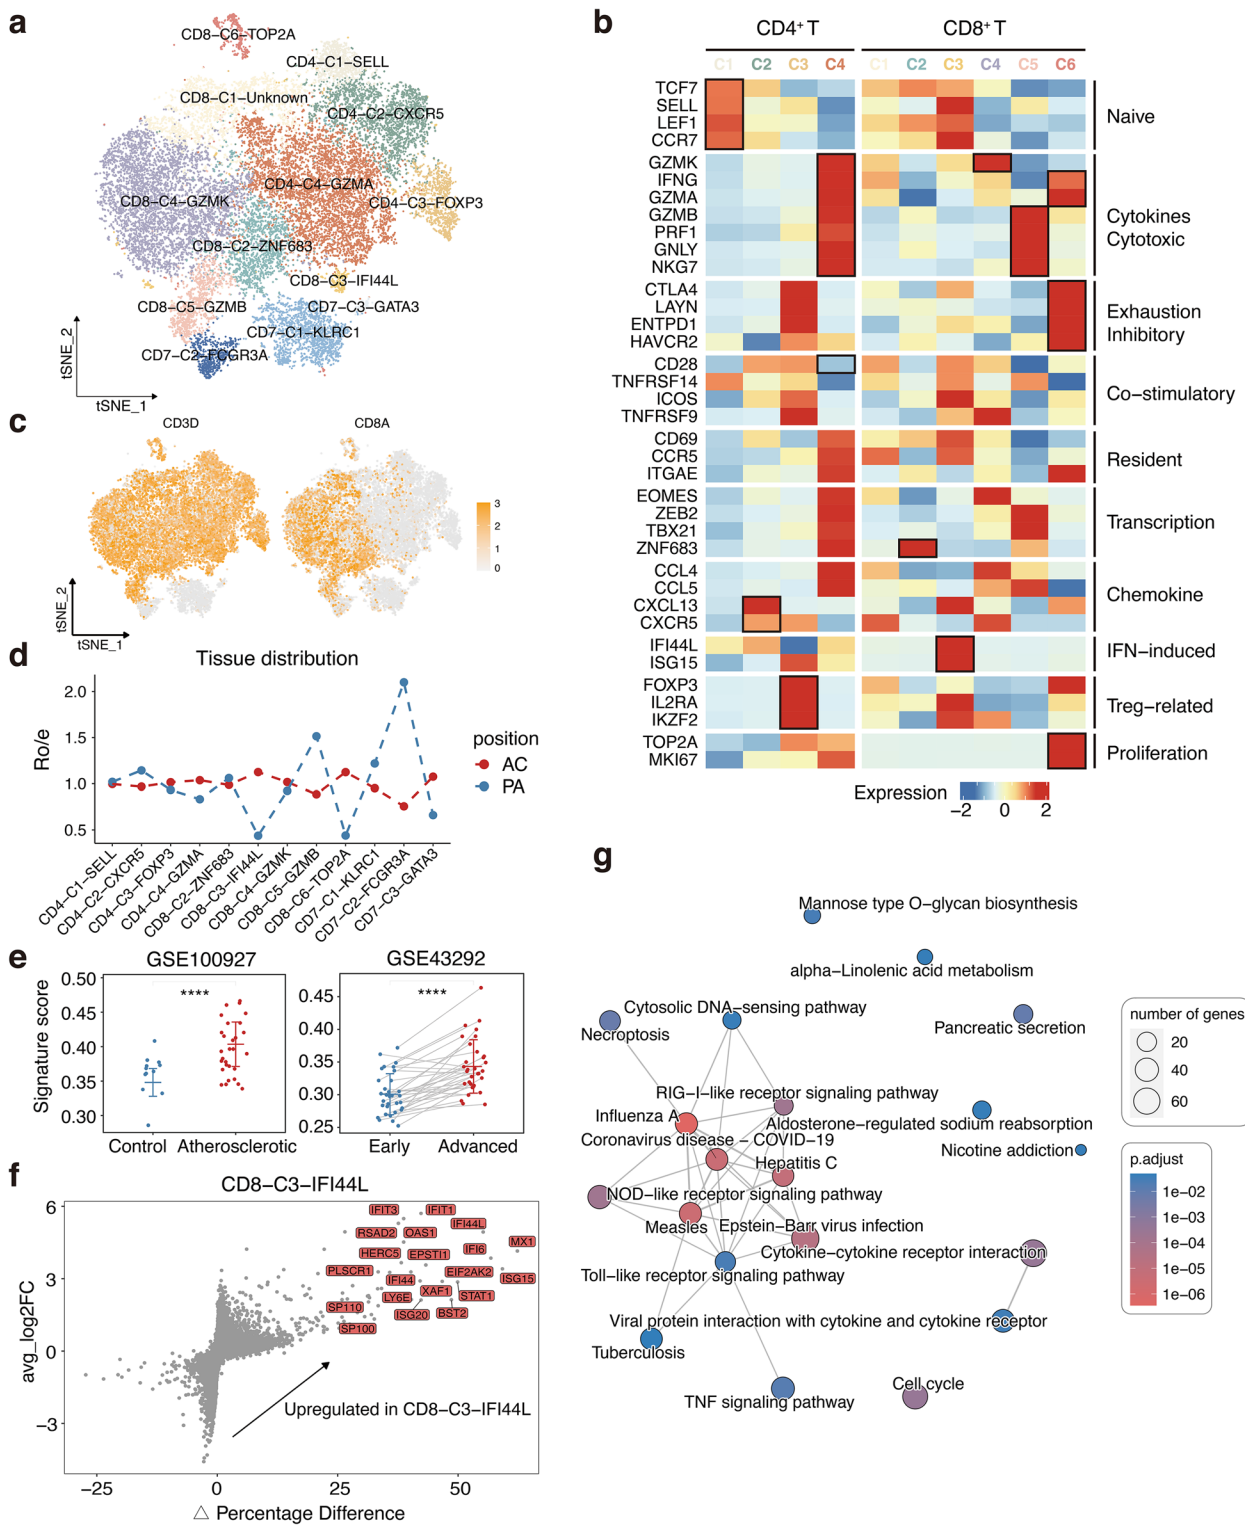 a
CD8-C6-TOP2A
CD4-C1-SELL
CD8-C1-Unknown
CD4-C2-CXCR5
CD4-C4-GZMA
CD8-C4-GZMK
CD4-C3-FOXP3
CD8-C2-ZNF683
CD8-C3-IFI44L
CD8-C5-GZMB
CD7-C3-GATA3
CD7-C1-KLRC1
CD7-C2-FCGR3A
tSNE_2
tSNE_1
b
CD4⁺ T
CD8⁺ T
C1 C2 C3 C4 C1 C2 C3 C4 C5 C6
TCF7
SELL
LEF1
CCR7
Naive
GZMK
IFNG
GZMA
GZMB
PRF1
GNLY
NKG7
Cytokines
Cytotoxic
CTLA4
LAYN
ENTPD1
HAVCR2
Exhaustion
Inhibitory
CD28
TNFRSF14
ICOS
TNFRSF9
Co-stimulatory
CD69
CCR5
ITGAE
Resident
EOMES
ZEB2
TBX21
ZNF683
Transcription
CCL4
CCL5
CXCL13
CXCR5
Chemokine
IFI44L
ISG15
IFN-induced
FOXP3
IL2RA
IKZF2
Treg-related
TOP2A
MKI67
Proliferation
Expression
-2 0 2
c
CD3D
CD8A
3
2
1
0
tSNE_2
tSNE_1
d
Tissue distribution
Ro/e
2.0
1.5
1.0
0.5
position
AC
PA
CD4-C1-SELL
CD4-C2-CXCR5
CD4-C3-FOXP3
CD4-C4-GZMA
CD8-C2-ZNF683
CD8-C3-IFI44L
CD8-C4-GZMK
CD8-C5-GZMB
CD8-C6-TOP2A
CD7-C1-KLRC1
CD7-C2-FCGR3A
CD7-C3-GATA3
e
GSE100927
Signature score
0.50
0.45
0.40
0.35
0.30
****
Control Atherosclerotic
GSE43292
0.45
0.40
0.35
0.30
0.25
****
Early Advanced
f
CD8-C3-IFI44L
avg_log2FC
6
3
0
-3
IFIT3
IFIT1
IFI44L
RSAD2
OAS1
MX1
HERC5
EPSTI1
IFI6
PLSCR1
IFI44
EIF2AK2
ISG15
LY6E
XAF1
STAT1
SP110
ISG20
BST2
SP100
Upregulated in CD8-C3-IFI44L
-25 0 25 50
△ Percentage Difference
g
Mannose type O-glycan biosynthesis
alpha-Linolenic acid metabolism
Cytosolic DNA-sensing pathway
Necroptosis
Pancreatic secretion
RIG-I-like receptor signaling pathway
Influenza A
Aldosterone-regulated sodium reabsorption
Coronavirus disease - COVID-19
Nicotine addiction
Hepatitis C
NOD-like receptor signaling pathway
Measles
Epstein-Barr virus infection
Cytokine-cytokine receptor interaction
Toll-like receptor signaling pathway
Viral protein interaction with cytokine and cytokine receptor
Tuberculosis
Cell cycle
TNF signaling pathway
number of genes
20
40
60
p.adjust
1e-02
1e-03
1e-04
1e-05
1e-06